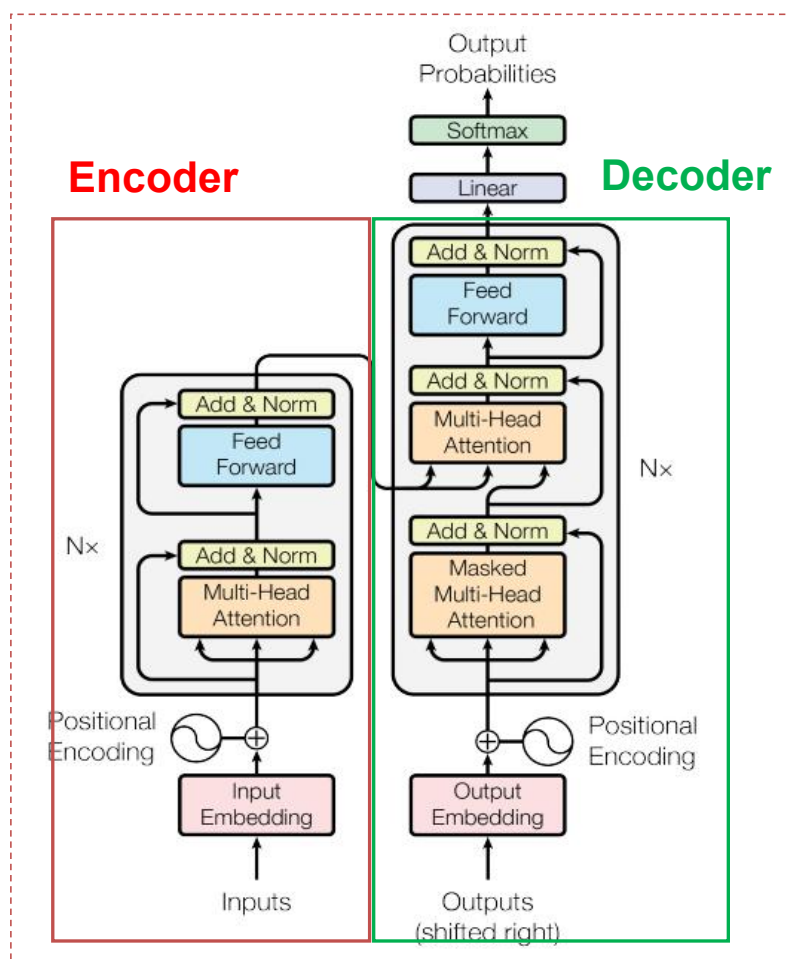 Output
Probabilities
Softmax
Linear
Encoder
Decoder
Add & Norm
Feed
Forward
Add & Norm
Multi-Head
Attention
Nx
Add & Norm
Masked
Multi-Head
Attention
Add & Norm
Feed
Forward
Nx
Add & Norm
Multi-Head
Attention
Positional
Encoding
Input
Embedding
Inputs
Positional
Encoding
Output
Embedding
Outputs
(shifted right)